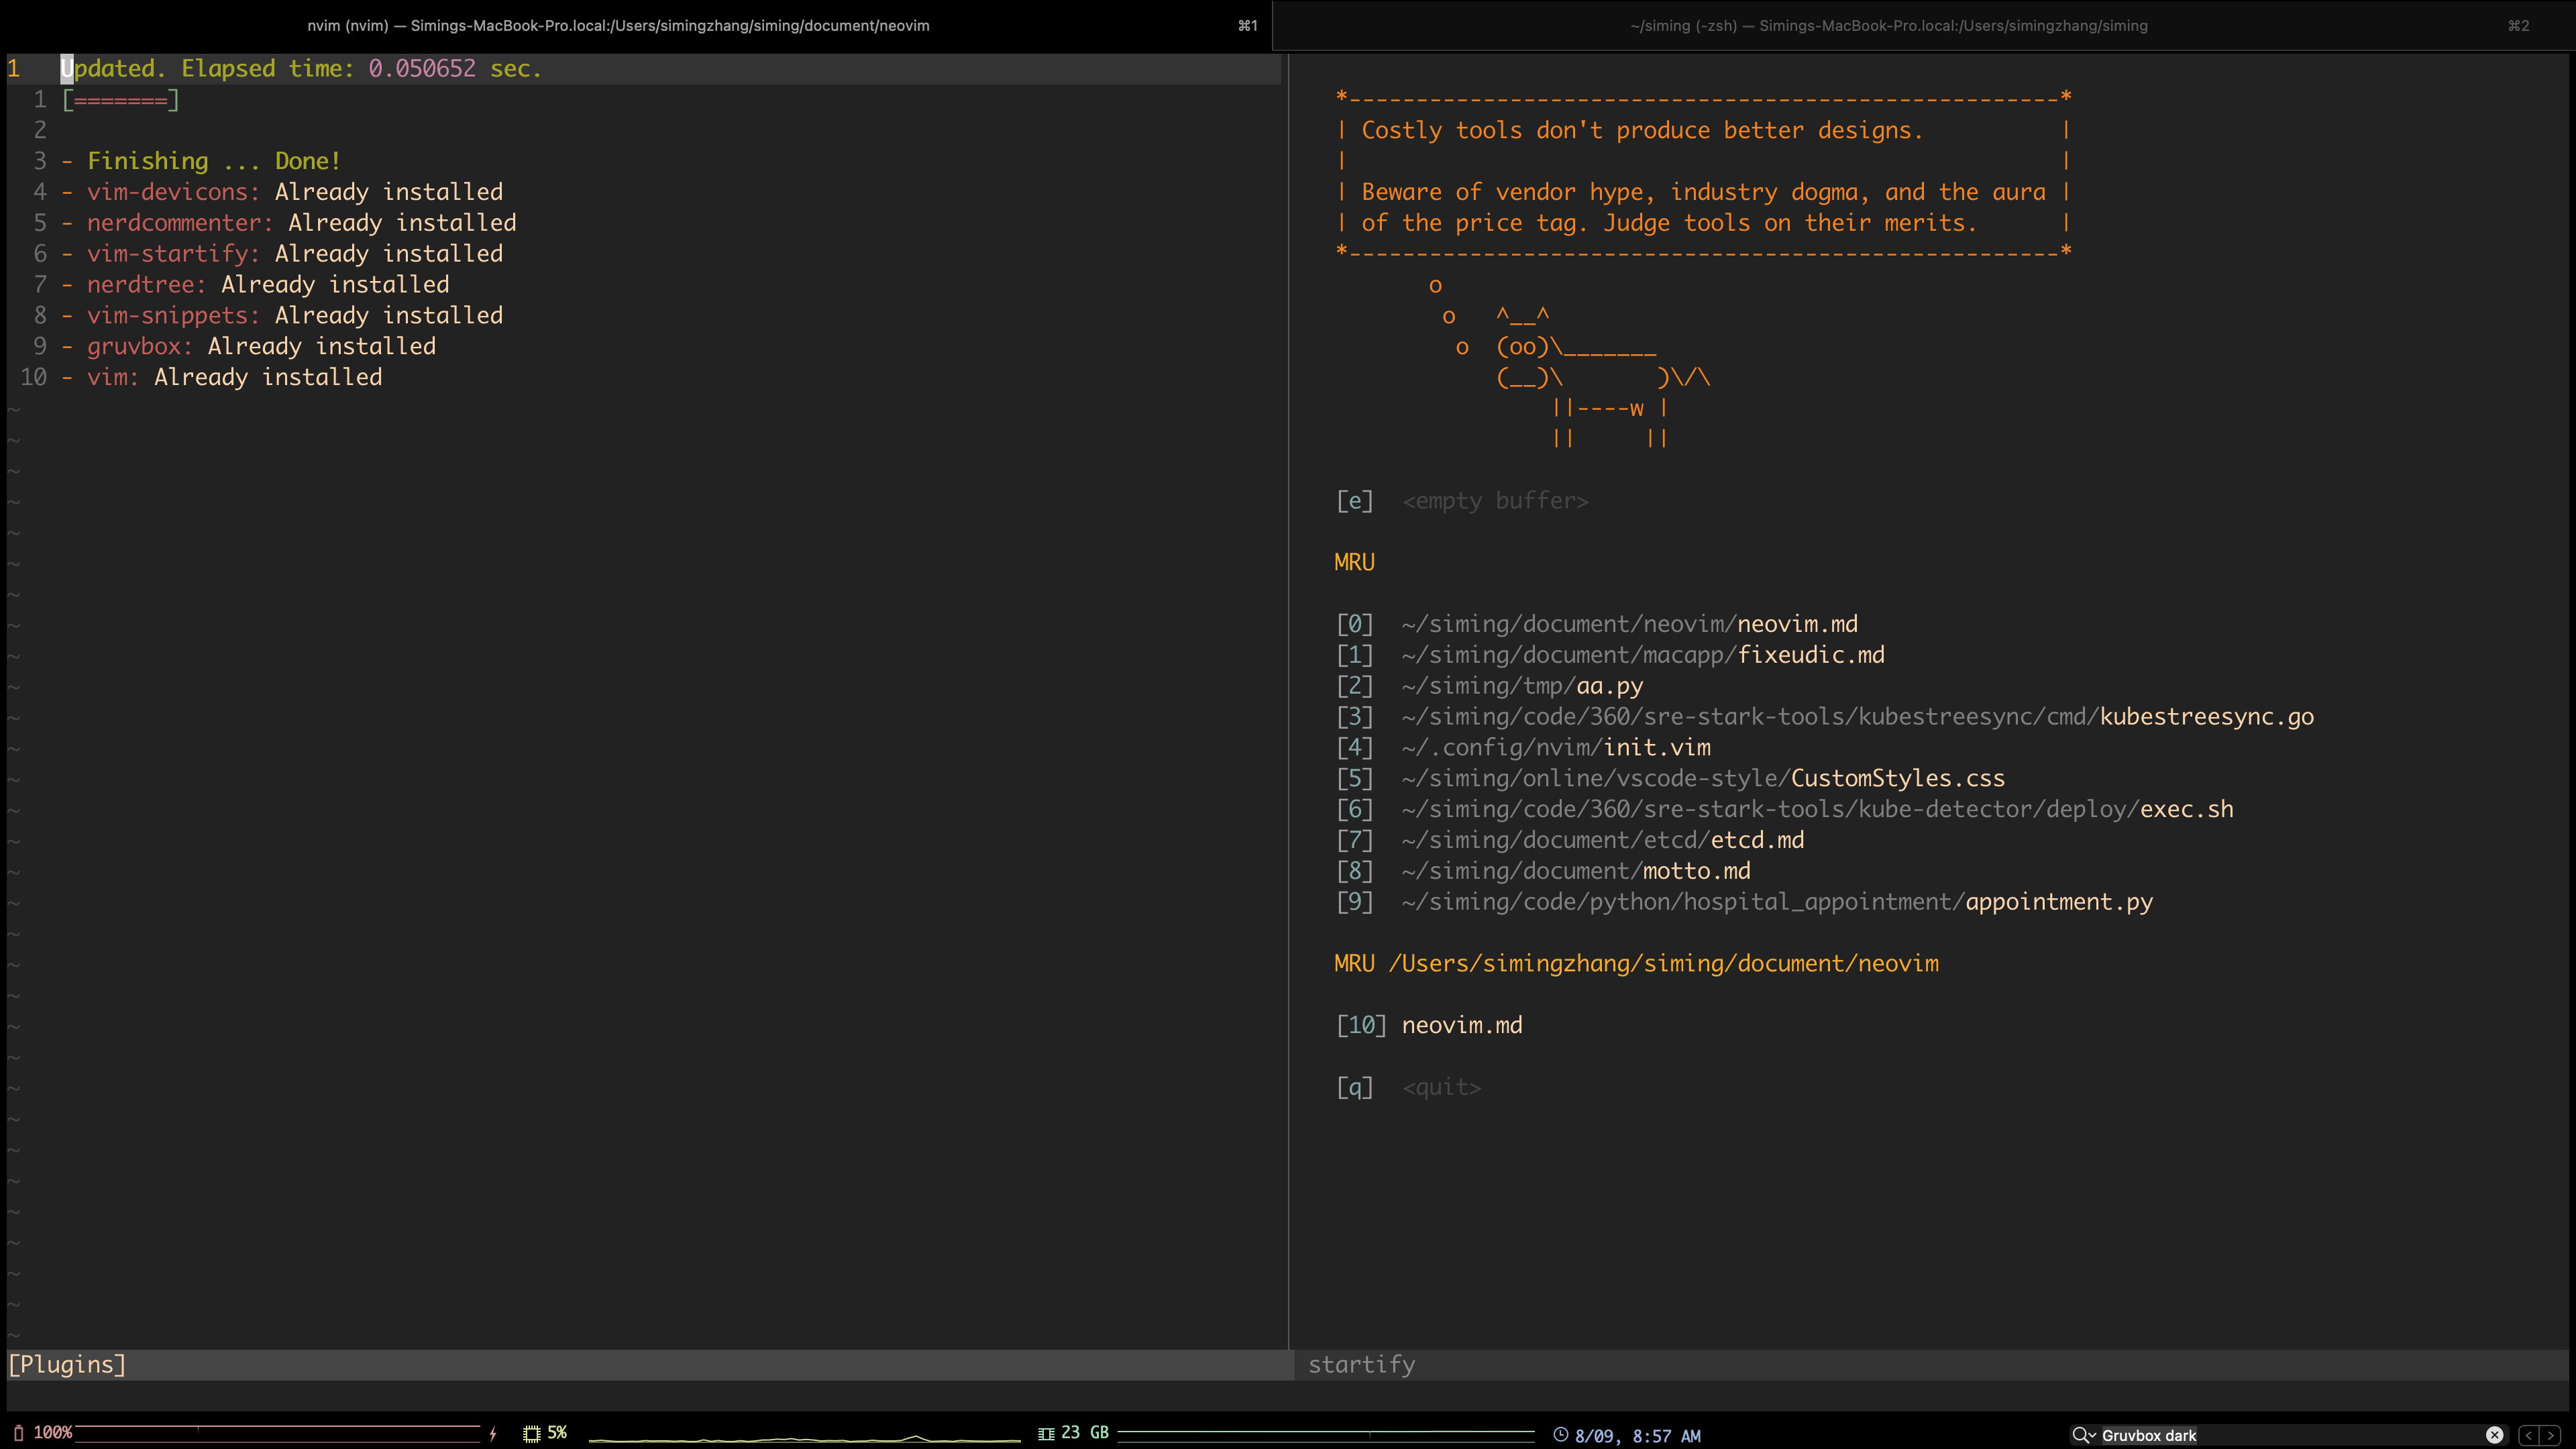 nvim (nvim) — Simings-MacBook-Pro.local:/Users/simingzhang/siming/document/neovim ⌘1
~/siming (-zsh) — Simings-MacBook-Pro.local:/Users/simingzhang/siming ⌘2
1 Updated. Elapsed time: 0.050652 sec.
1 [=======]
2
3 - Finishing ... Done!
4 - vim-devicons: Already installed
5 - nerdcommenter: Already installed
6 - vim-startify: Already installed
7 - nerdtree: Already installed
8 - vim-snippets: Already installed
9 - gruvbox: Already installed
10 - vim: Already installed
[Plugins]
*-----------------------------------------------------*
| Costly tools don't produce better designs. |
| |
| Beware of vendor hype, industry dogma, and the aura |
| of the price tag. Judge tools on their merits. |
*-----------------------------------------------------*
o
o ^__^
o (oo)\_______
(__)\ )\/\
||----w |
|| ||
[e] <empty buffer>
MRU
[0] ~/siming/document/neovim/neovim.md
[1] ~/siming/document/macapp/fixeudic.md
[2] ~/siming/tmp/aa.py
[3] ~/siming/code/360/sre-stark-tools/kubestreesync/cmd/kubestreesync.go
[4] ~/.config/nvim/init.vim
[5] ~/siming/online/vscode-style/CustomStyles.css
[6] ~/siming/code/360/sre-stark-tools/kube-detector/deploy/exec.sh
[7] ~/siming/document/etcd/etcd.md
[8] ~/siming/document/motto.md
[9] ~/siming/code/python/hospital_appointment/appointment.py
MRU /Users/simingzhang/siming/document/neovim
[10] neovim.md
[q] <quit>
startify
100% 5% 23 GB 8/09, 8:57 AM Gruvbox dark